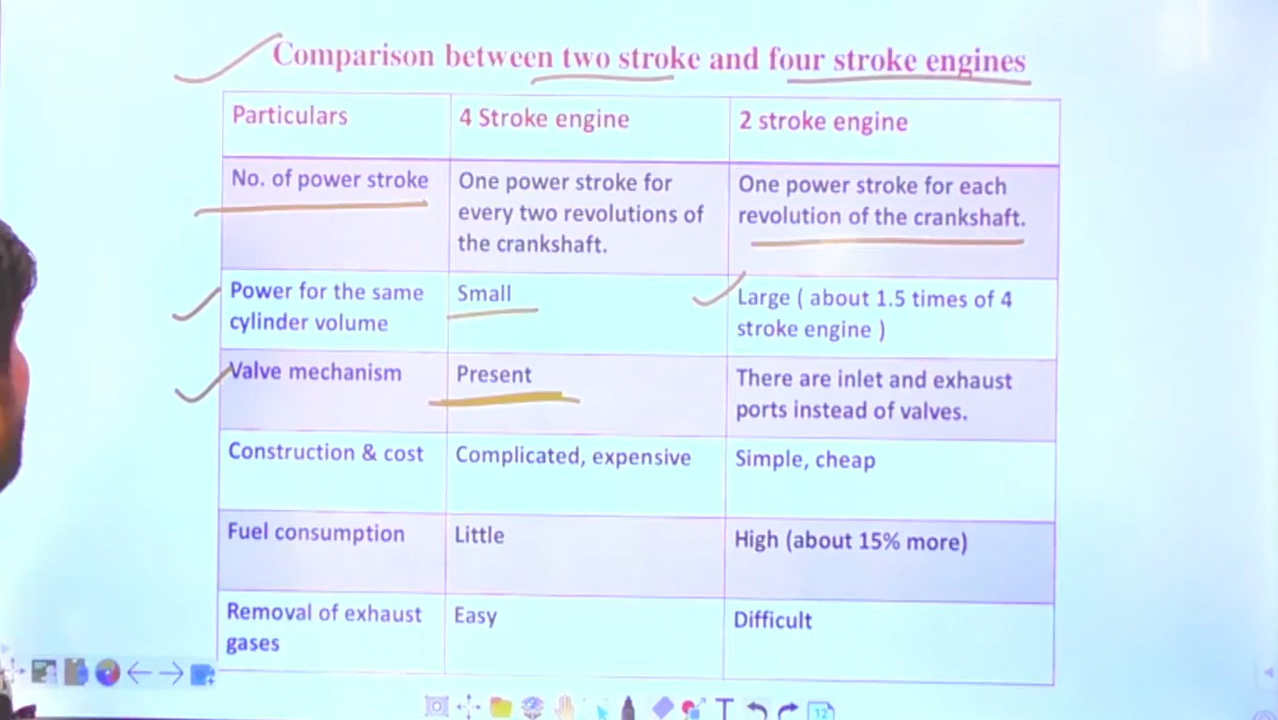 Comparison between two stroke and four stroke engines
Particulars
4 Stroke engine
2 stroke engine
No. of power stroke
One power stroke for
every two revolutions of
the crankshaft.
One power stroke for each
revolution of the crankshaft.
Power for the same
cylinder volume
Small
Large ( about 1.5 times of 4
stroke engine )
Valve mechanism
Present
There are inlet and exhaust
ports instead of valves.
Construction & cost
Complicated, expensive
Simple, cheap
Fuel consumption
Little
High (about 15% more)
Removal of exhaust
gases
Easy
Difficult
T
12